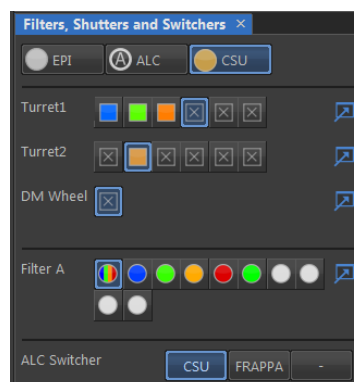 Filters, Shutters and Switchers ×
EPI A ALC CSU
Turret1
Turret2
DM Wheel
Filter A
ALC Switcher CSU FRAPPA -